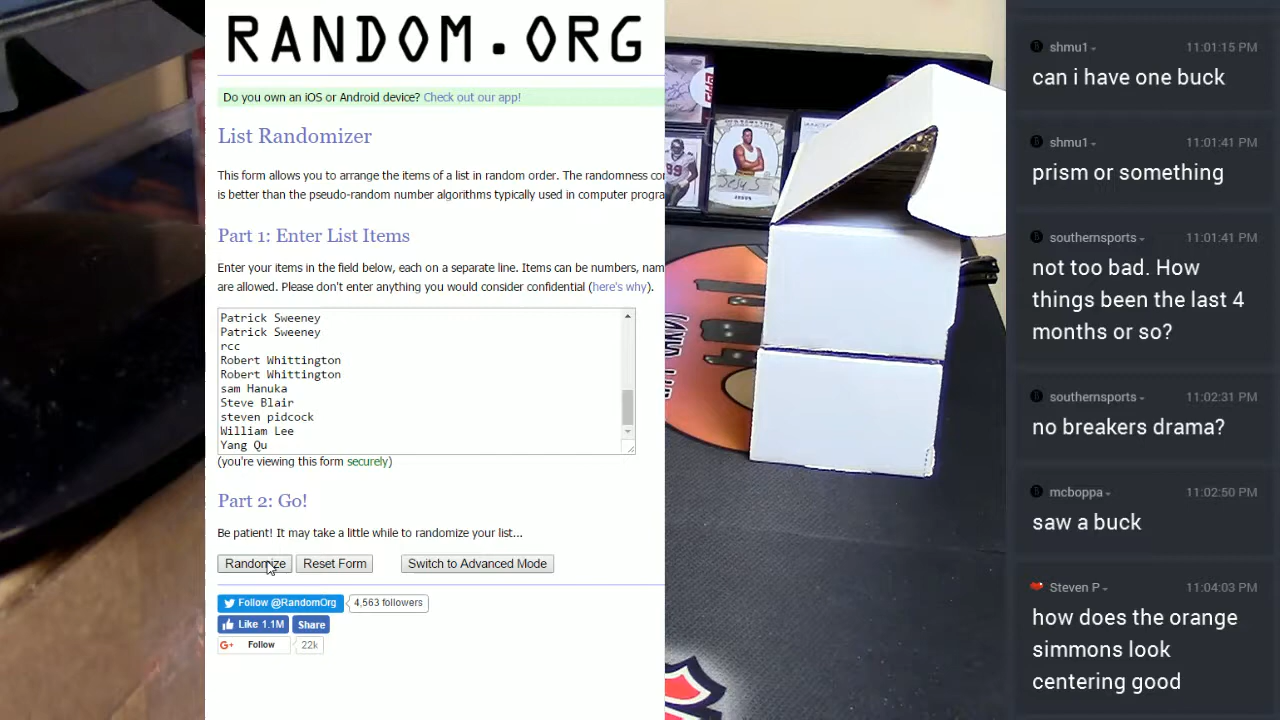 RANDOM.ORG
Do you own an iOS or Android device? Check out our app!
List Randomizer
This form allows you to arrange the items of a list in random order. The randomness co
is better than the pseudo-random number algorithms typically used in computer progra
Part 1: Enter List Items
Enter your items in the field below, each on a separate line. Items can be numbers, nam
are allowed. Please don't enter anything you would consider confidential (here's why).
Patrick Sweeney
Patrick Sweeney
rcc
Robert Whittington
Robert Whittington
sam Hanuka
Steve Blair
steven pidcock
William Lee
Yang Qu
(you're viewing this form securely)
Part 2: Go!
Be patient! It may take a little while to randomize your list...
Randomize
Reset Form
Switch to Advanced Mode
Follow @RandomOrg
4,563 followers
Like 1.1M
Share
Follow
22k
99
JESUS
shmu1
11:01:15 PM
can i have one buck
shmu1
11:01:41 PM
prism or something
southernsports
11:01:41 PM
not too bad. How
things been the last 4
months or so?
southernsports
11:02:31 PM
no breakers drama?
mcboppa
11:02:50 PM
saw a buck
Steven P
11:04:03 PM
how does the orange
simmons look
centering good